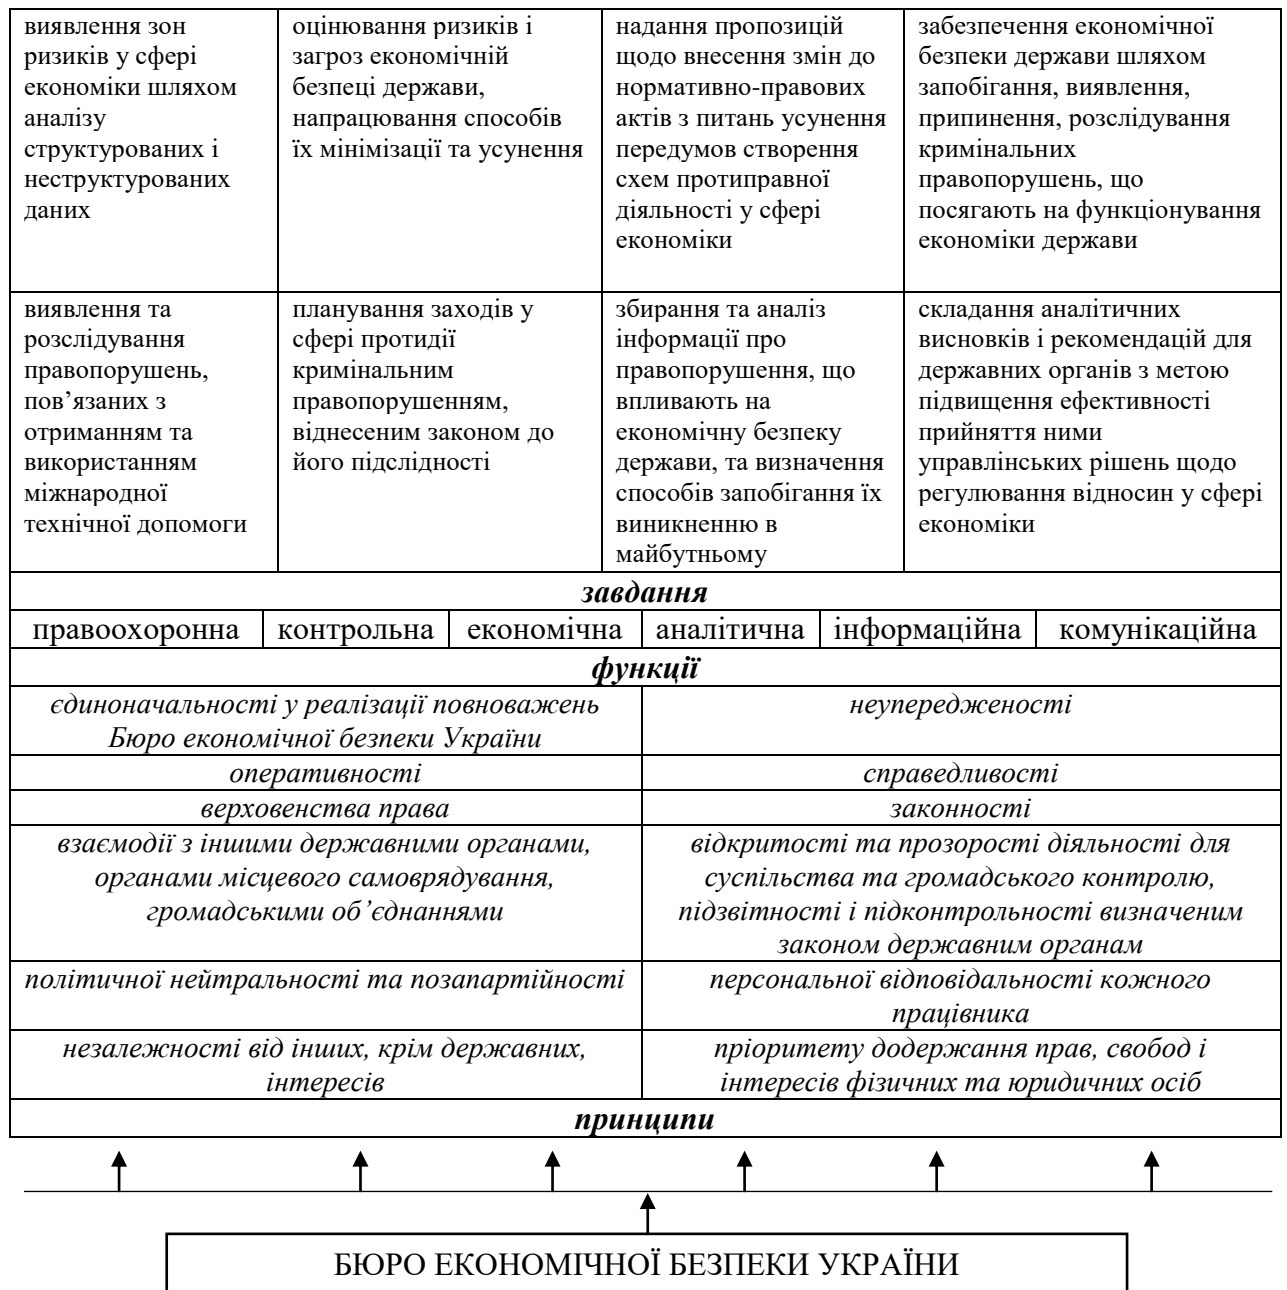 виявлення зон
ризиків у сфері
економіки шляхом
аналізу
структурованих і
неструктурованих
даних
оцінювання ризиків і
загроз економічній
безпеці держави,
напрацювання способів
їх мінімізації та усунення
надання пропозицій
щодо внесення змін до
нормативно-правових
актів з питань усунення
передумов створення
схем протиправної
діяльності у сфері
економіки
забезпечення економічної
безпеки держави шляхом
запобігання, виявлення,
припинення, розслідування
кримінальних
правопорушень, що
посягають на функціонування
економіки держави
виявлення та
розслідування
правопорушень,
пов’язаних з
отриманням та
використанням
міжнародної
технічної допомоги
планування заходів у
сфері протидії
кримінальним
правопорушенням,
віднесеним законом до
його підслідності
збирання та аналіз
інформації про
правопорушення, що
впливають на
економічну безпеку
держави, та визначення
способів запобігання їх
виникненню в
майбутньому
складання аналітичних
висновків і рекомендацій для
державних органів з метою
підвищення ефективності
прийняття ними
управлінських рішень щодо
регулювання відносин у сфері
економіки
завдання
правоохоронна контрольна економічна аналітична інформаційна комунікаційна
функції
єдиноначальності у реалізації повноважень
Бюро економічної безпеки України
неупередженості
оперативності
справедливості
верховенства права
законності
взаємодії з іншими державними органами,
органами місцевого самоврядування,
громадськими об’єднаннями
відкритості та прозорості діяльності для
суспільства та громадського контролю,
підзвітності і підконтрольності визначеним
законом державним органам
політичної нейтральності та позапартійності
персональної відповідальності кожного
працівника
незалежності від інших, крім державних,
інтересів
пріоритету додержання прав, свобод і
інтересів фізичних та юридичних осіб
принципи
БЮРО ЕКОНОМІЧНОЇ БЕЗПЕКИ УКРАЇНИ